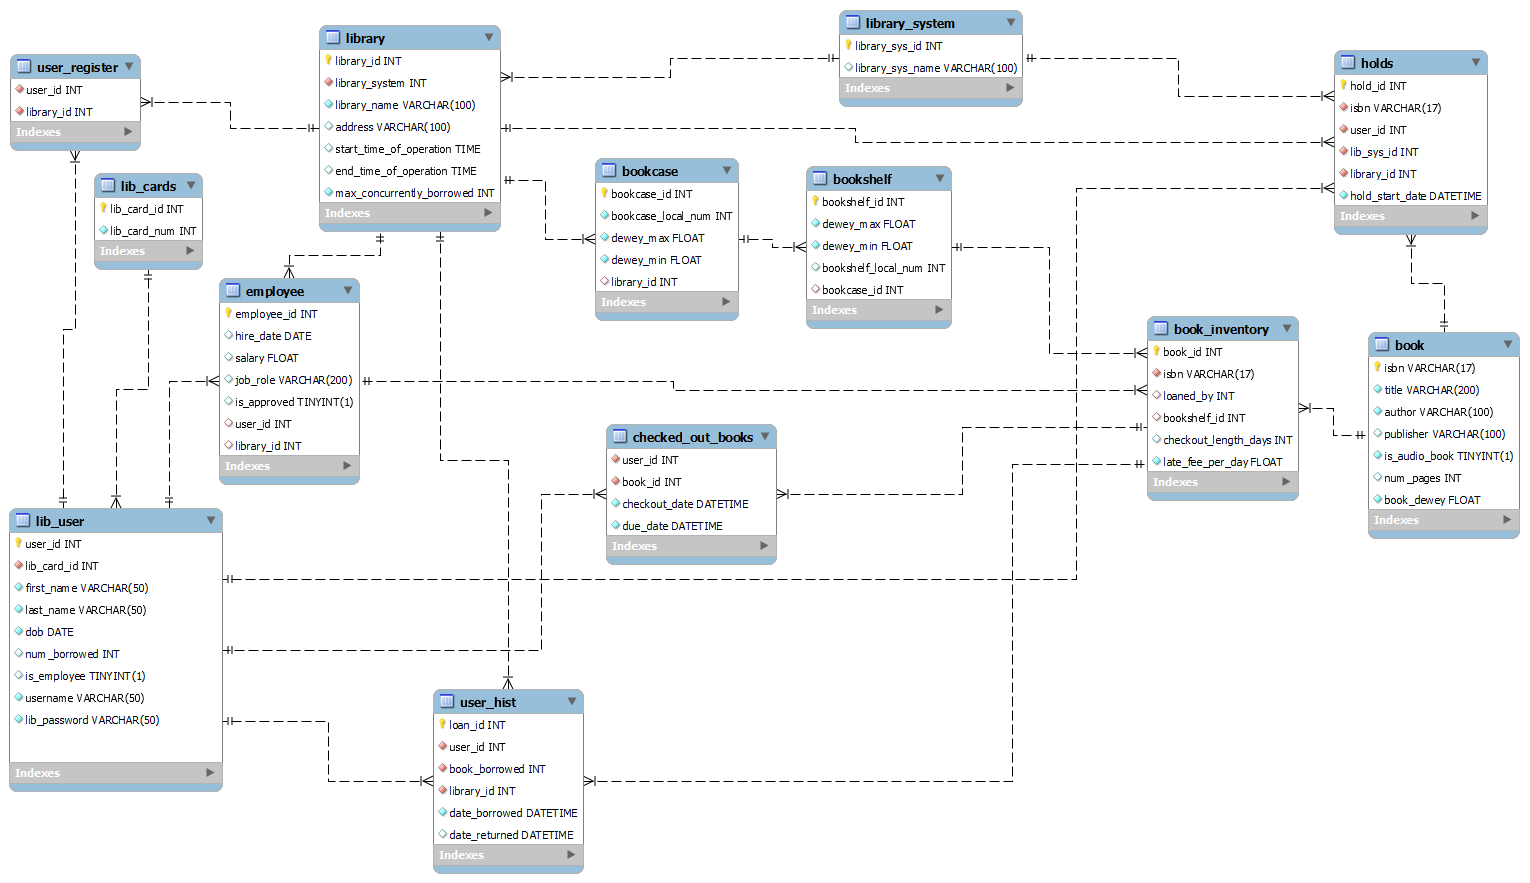 library_system
library_sys_id INT
library_sys_name VARCHAR(100)
Indexes
library
library_id INT
library_system INT
library_name VARCHAR(100)
address VARCHAR(100)
start_time_of_operation TIME
end_time_of_operation TIME
max_concurrently_borrowed INT
Indexes
user_register
user_id INT
library_id INT
Indexes
holds
hold_id INT
isbn VARCHAR(17)
user_id INT
lib_sys_id INT
library_id INT
hold_start_date DATETIME
Indexes
lib_cards
lib_card_id INT
lib_card_num INT
Indexes
bookcase
bookcase_id INT
bookcase_local_num INT
dewey_max FLOAT
dewey_min FLOAT
library_id INT
Indexes
bookshelf
bookshelf_id INT
dewey_max FLOAT
dewey_min FLOAT
bookshelf_local_num INT
bookcase_id INT
Indexes
employee
employee_id INT
hire_date DATE
salary FLOAT
job_role VARCHAR(200)
is_approved TINYINT(1)
user_id INT
library_id INT
Indexes
book_inventory
book_id INT
isbn VARCHAR(17)
loaned_by INT
bookshelf_id INT
checkout_length_days INT
late_fee_per_day FLOAT
Indexes
book
isbn VARCHAR(17)
title VARCHAR(200)
author VARCHAR(100)
publisher VARCHAR(100)
is_audio_book TINYINT(1)
num_pages INT
book_dewey FLOAT
Indexes
checked_out_books
user_id INT
book_id INT
checkout_date DATETIME
due_date DATETIME
Indexes
lib_user
user_id INT
lib_card_id INT
first_name VARCHAR(50)
last_name VARCHAR(50)
dob DATE
num_borrowed INT
is_employee TINYINT(1)
username VARCHAR(50)
lib_password VARCHAR(50)
Indexes
user_hist
loan_id INT
user_id INT
book_borrowed INT
library_id INT
date_borrowed DATETIME
date_returned DATETIME
Indexes